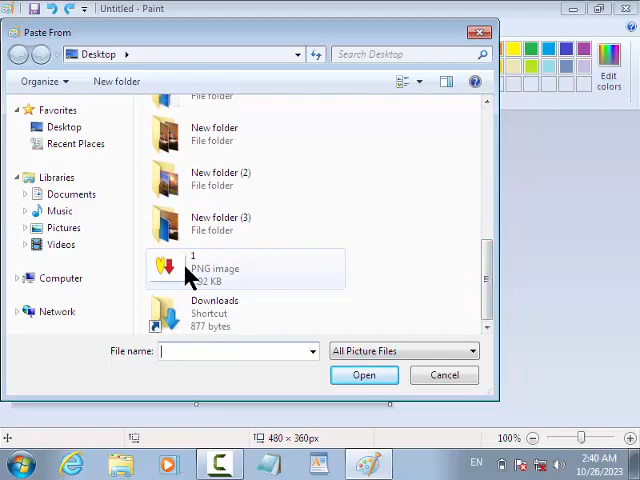 Untitled - Paint
Paste From
Desktop
Search Desktop
Organize
New folder
Edit
colors
Favorites
Desktop
Recent Places
Libraries
Documents
Music
Pictures
Videos
Computer
Network
File folder
New folder
File folder
New folder (2)
File folder
New folder (3)
File folder
1
PNG image
Downloads
Shortcut
877 bytes
File name:
All Picture Files
Open
Cancel
480 × 360px
100%
EN
2:40 AM
10/26/2023